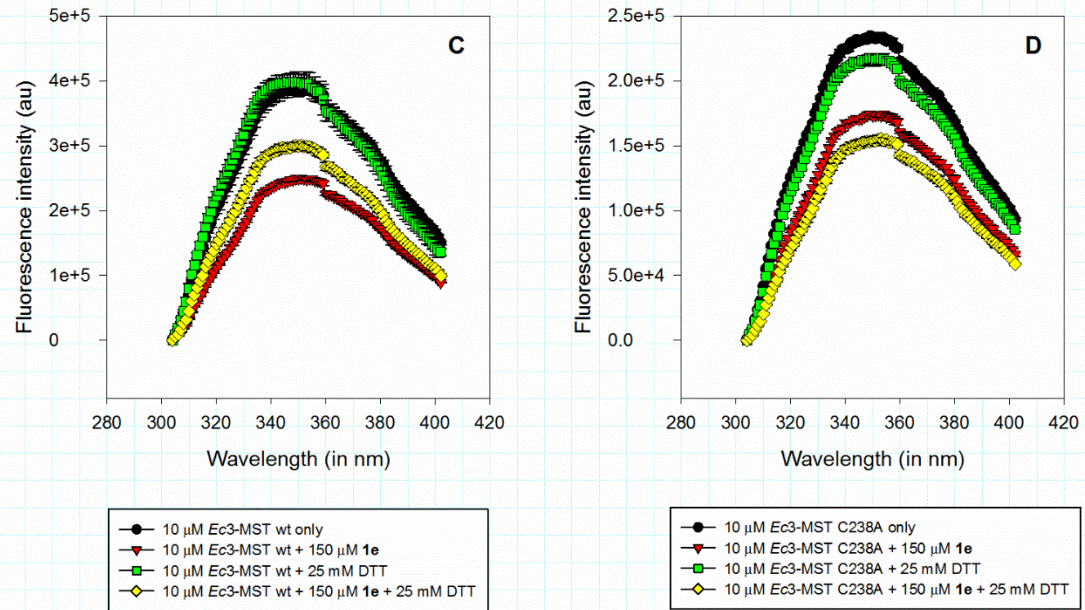 C
5e+5
4e+5
3e+5
2e+5
1e+5
0
Fluorescence intensity (au)
280 300 320 340 360 380 400 420
Wavelength (in nm)
10 μM Ec3-MST wt only
10 μM Ec3-MST wt + 150 μM 1e
10 μM Ec3-MST wt + 25 mM DTT
10 μM Ec3-MST wt + 150 μM 1e + 25 mM DTT
D
2.5e+5
2.0e+5
1.5e+5
1.0e+5
5.0e+4
0.0
Fluorescence intensity (au)
280 300 320 340 360 380 400 420
Wavelength (in nm)
10 μM Ec3-MST C238A only
10 μM Ec3-MST C238A + 150 μM 1e
10 μM Ec3-MST C238A + 25 mM DTT
10 μM Ec3-MST C238A + 150 μM 1e + 25 mM DTT